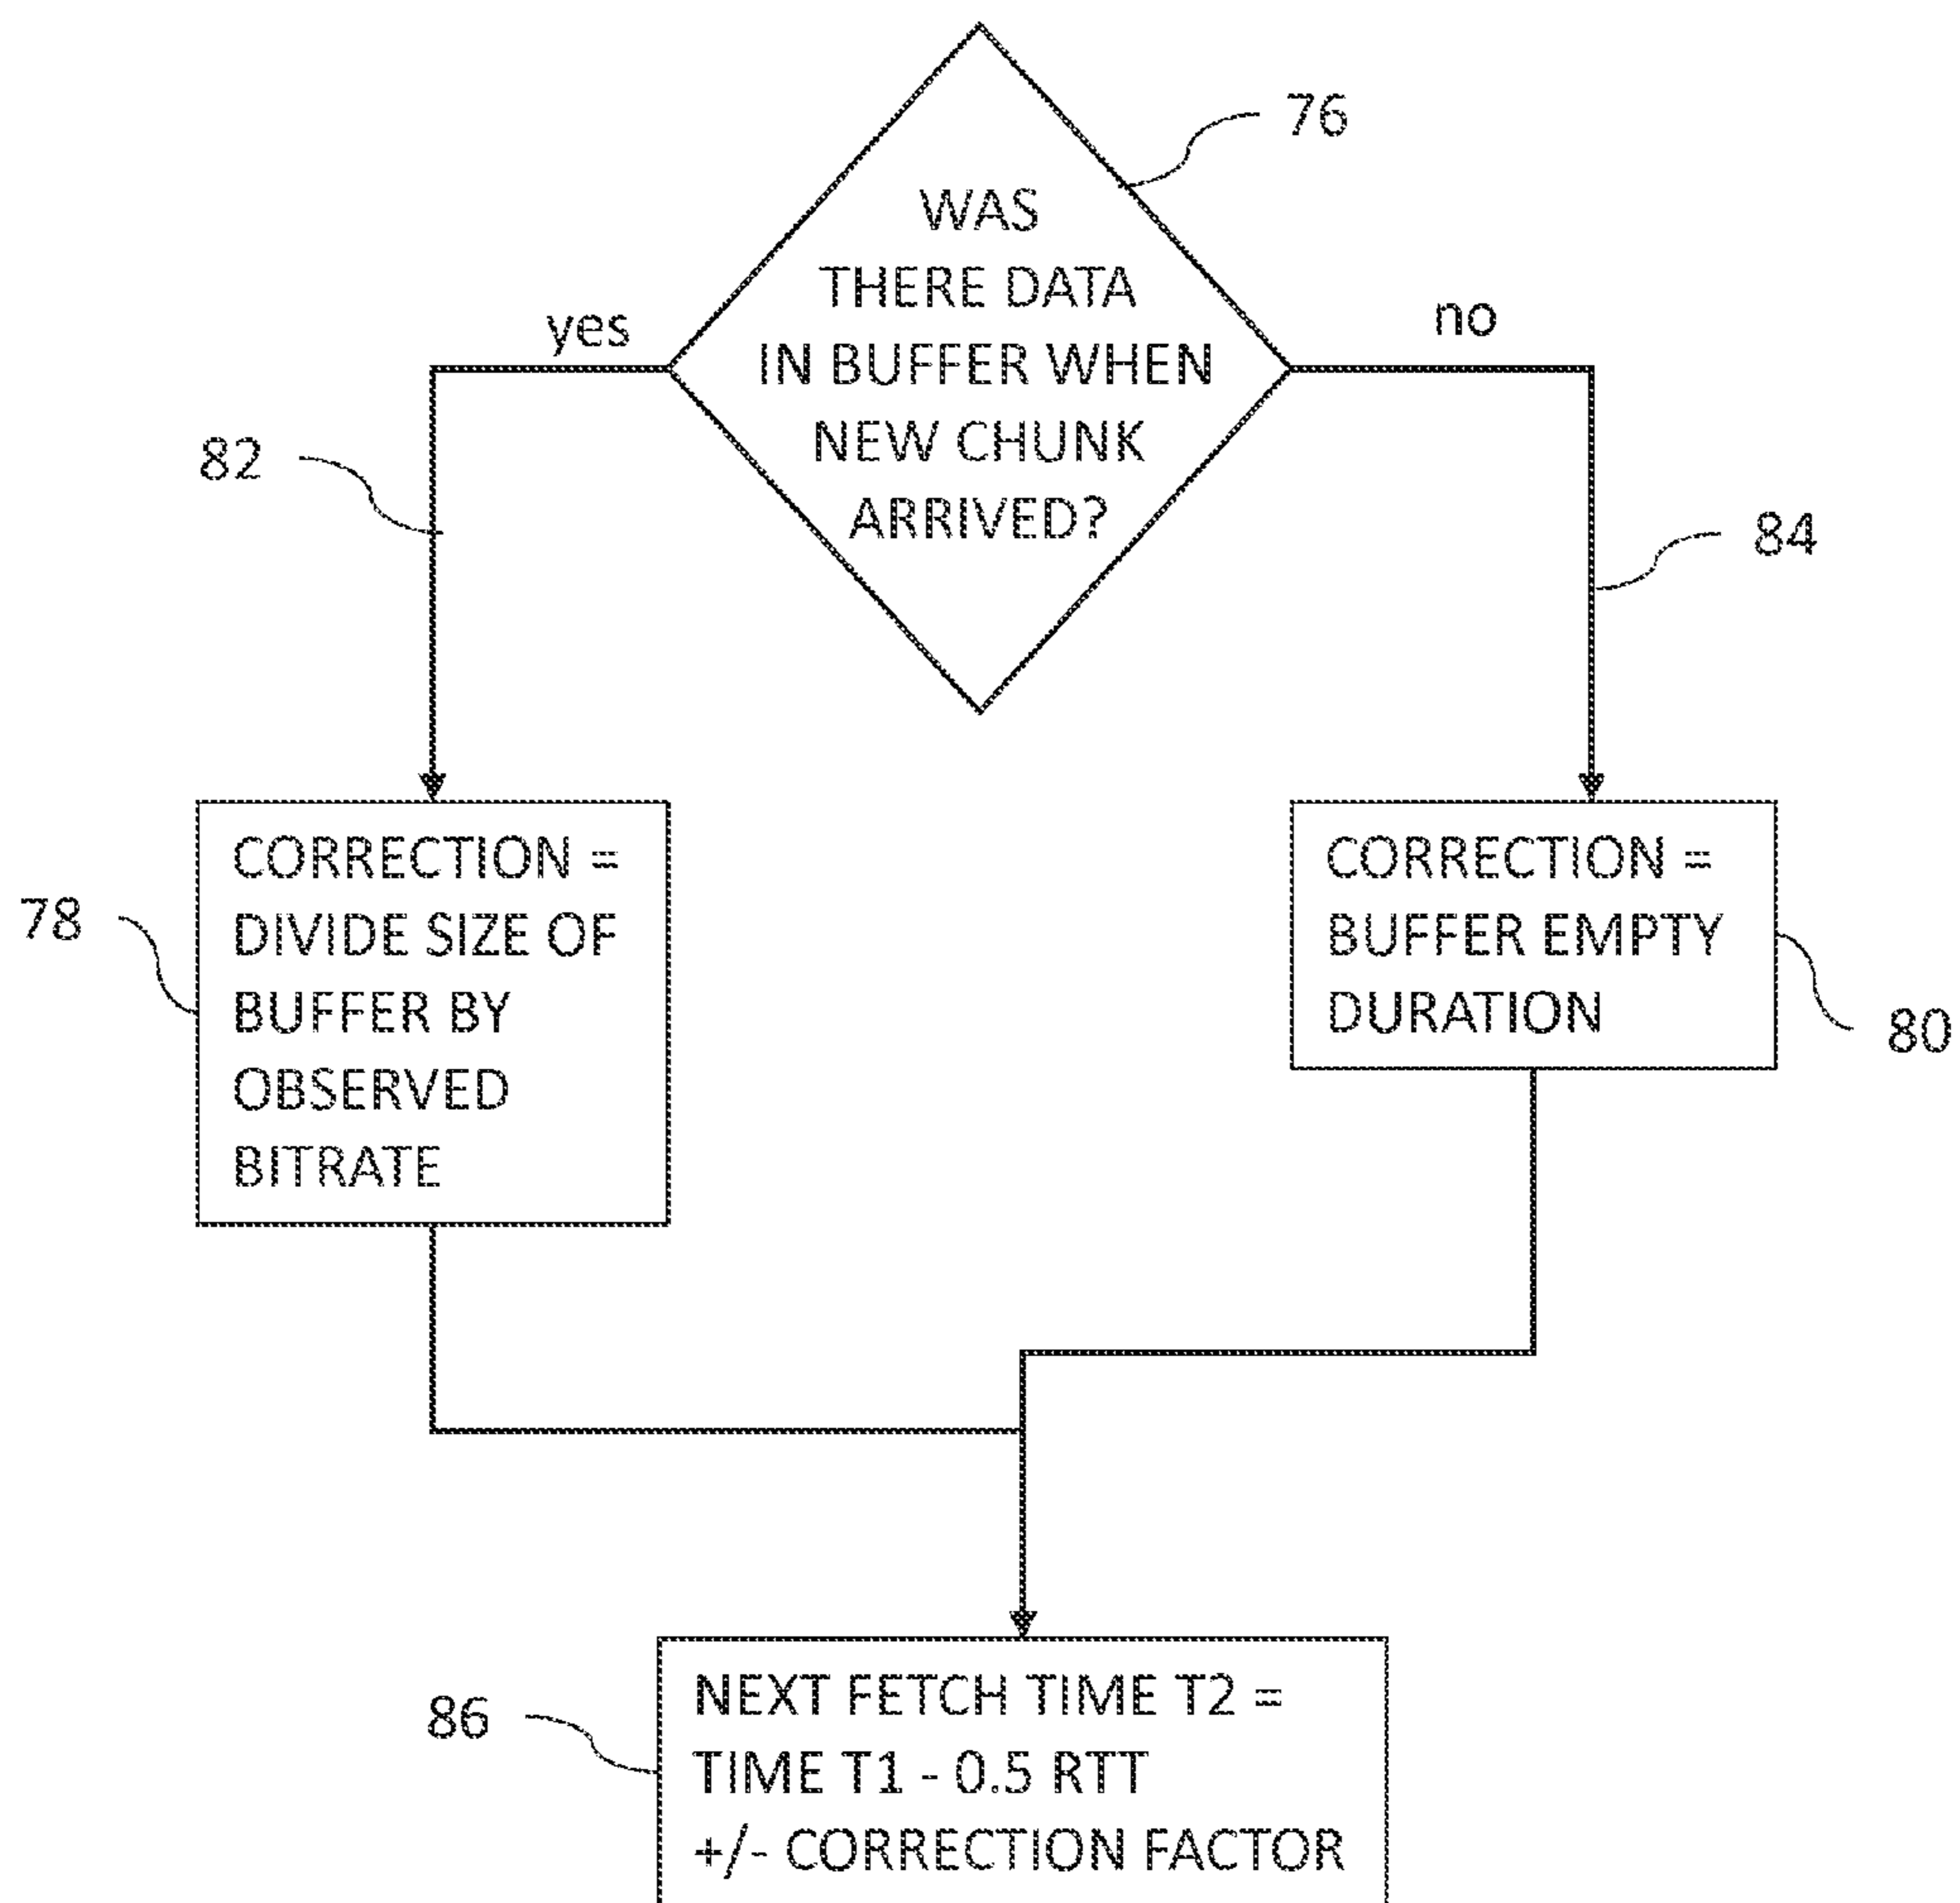 76
WAS
THERE DATA
IN BUFFER WHEN
NEW CHUNK
ARRIVED?
yes
no
82
84
CORRECTION =
DIVIDE SIZE OF
BUFFER BY
OBSERVED
BITRATE
78
CORRECTION =
BUFFER EMPTY
DURATION
80
86
NEXT FETCH TIME T2 =
TIME T1 - 0.5 RTT
+/- CORRECTION FACTOR